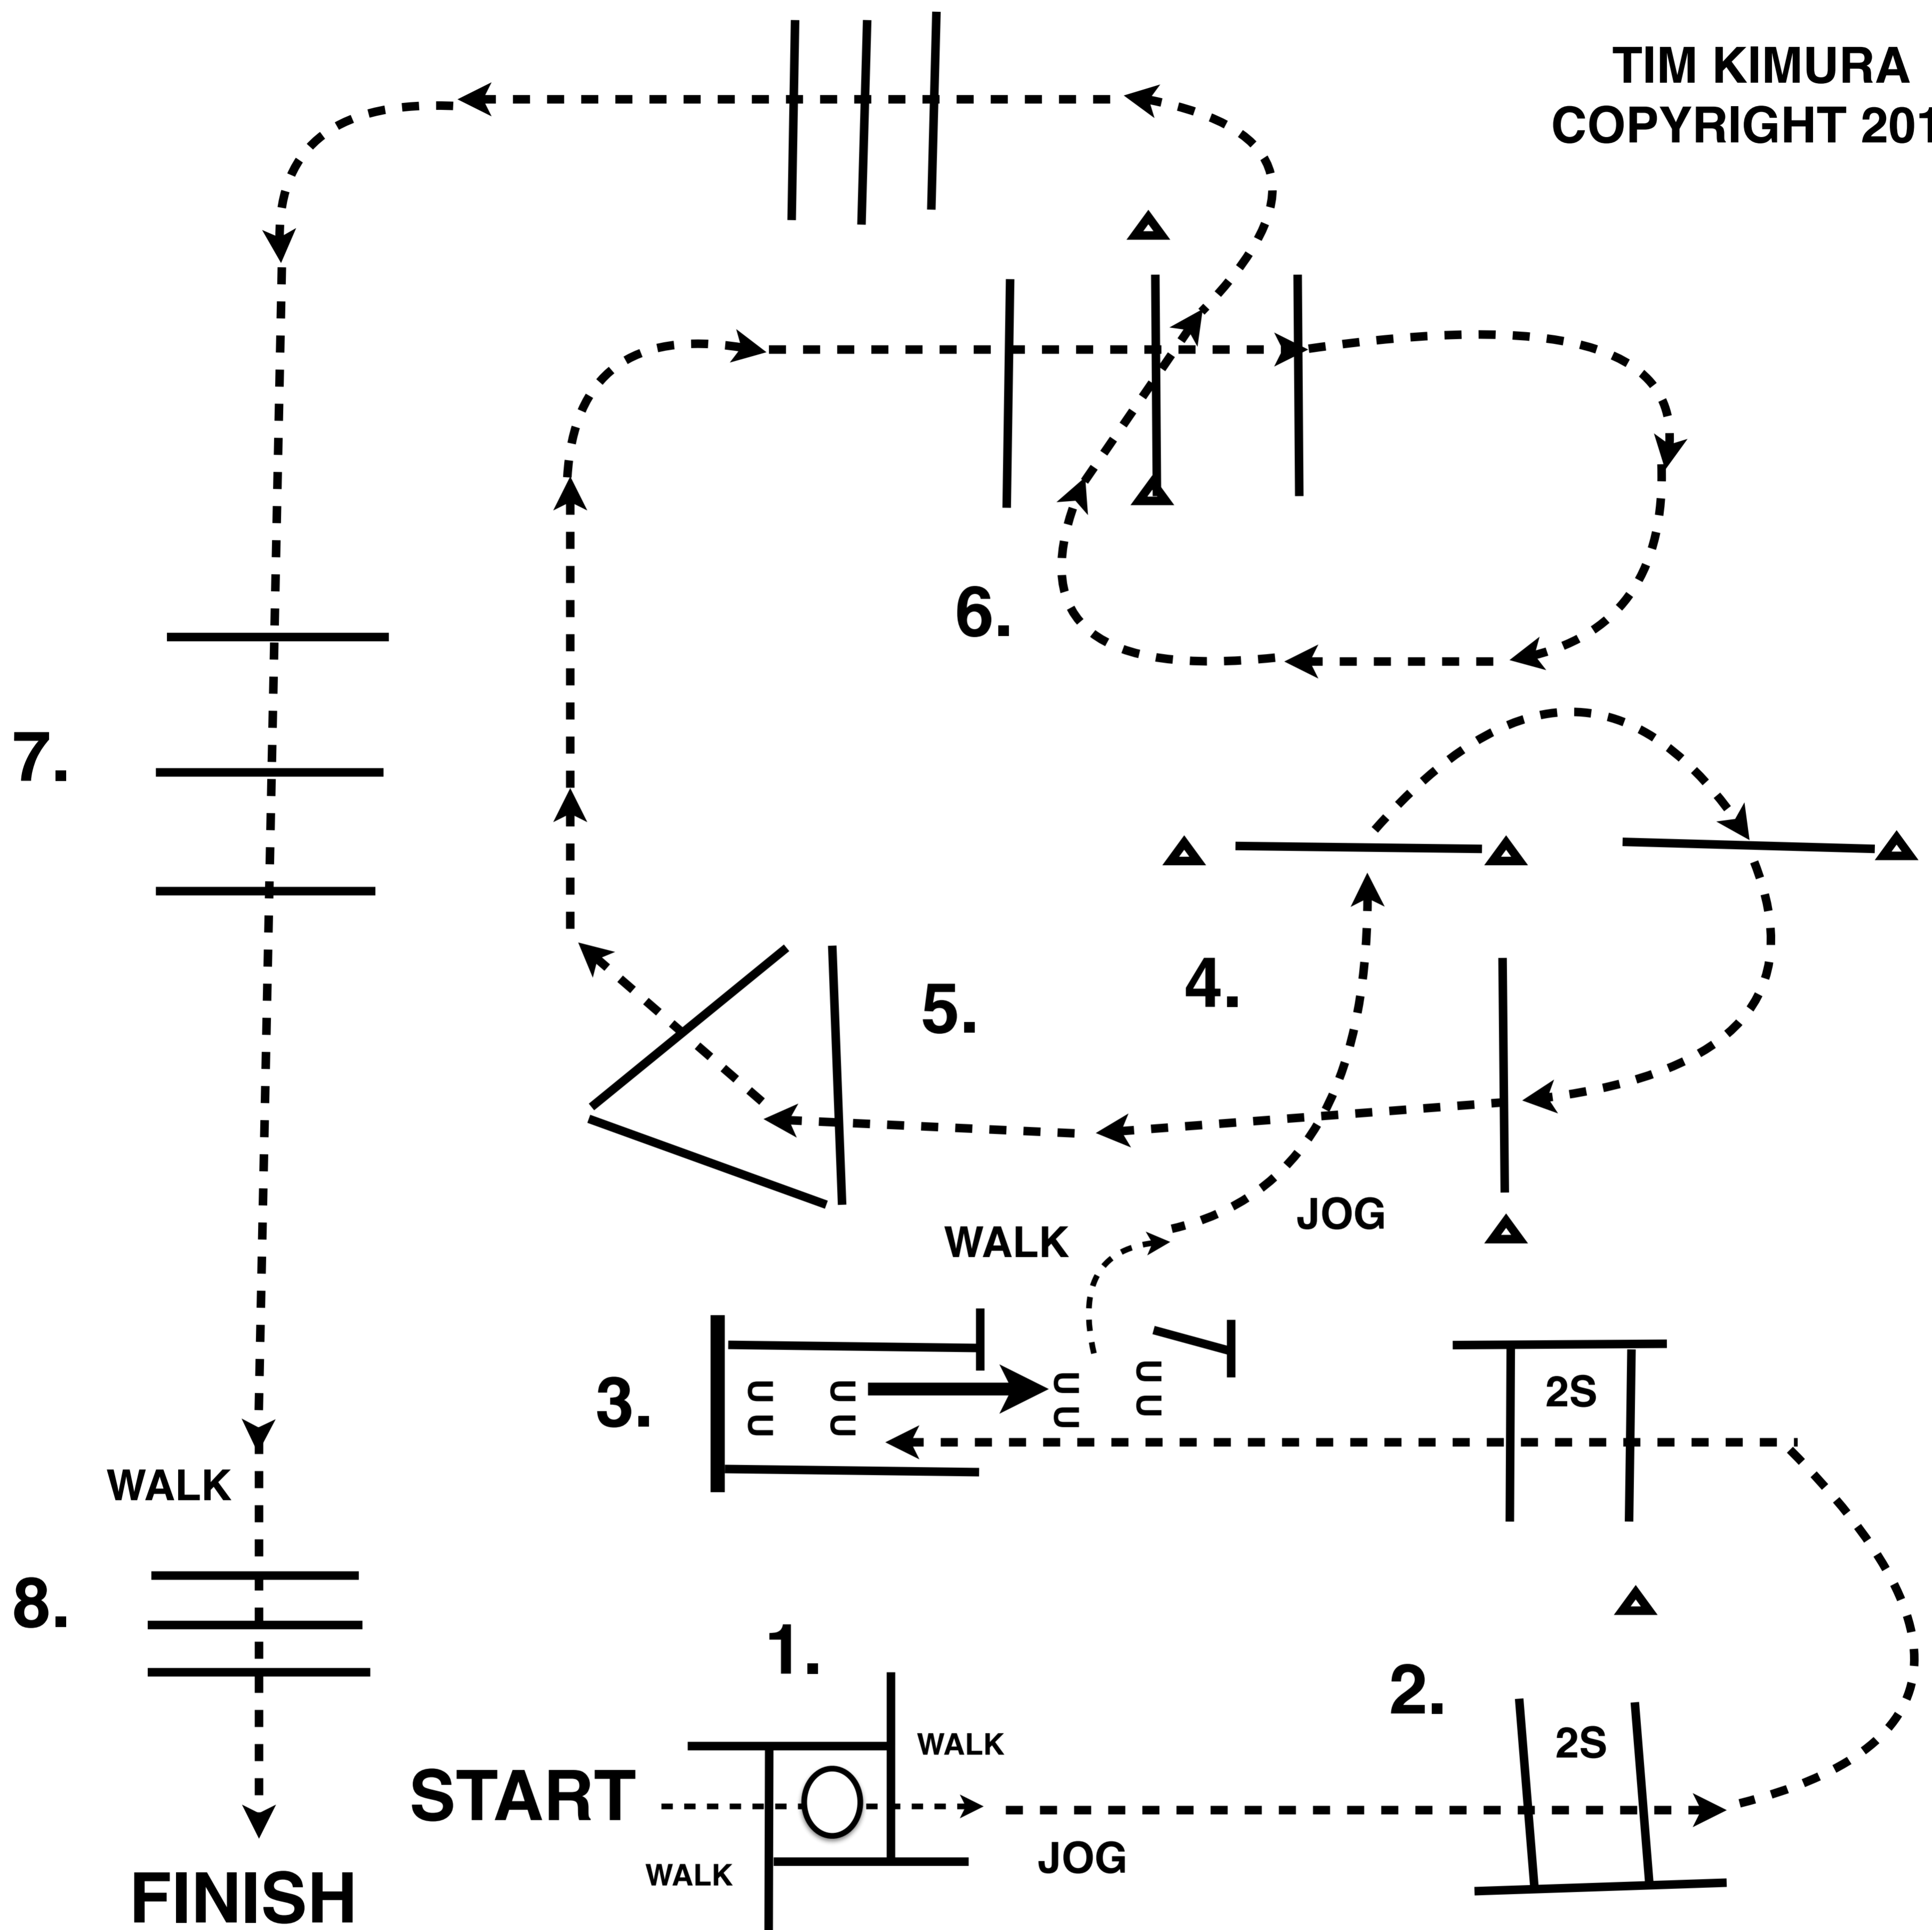 TIM KIMURA
COPYRIGHT 201
6.
7.
4.
5.
JOG
WALK
3.
2S
WALK
8.
1.
2.
WALK
2S
START
JOG
WALK
FINISH